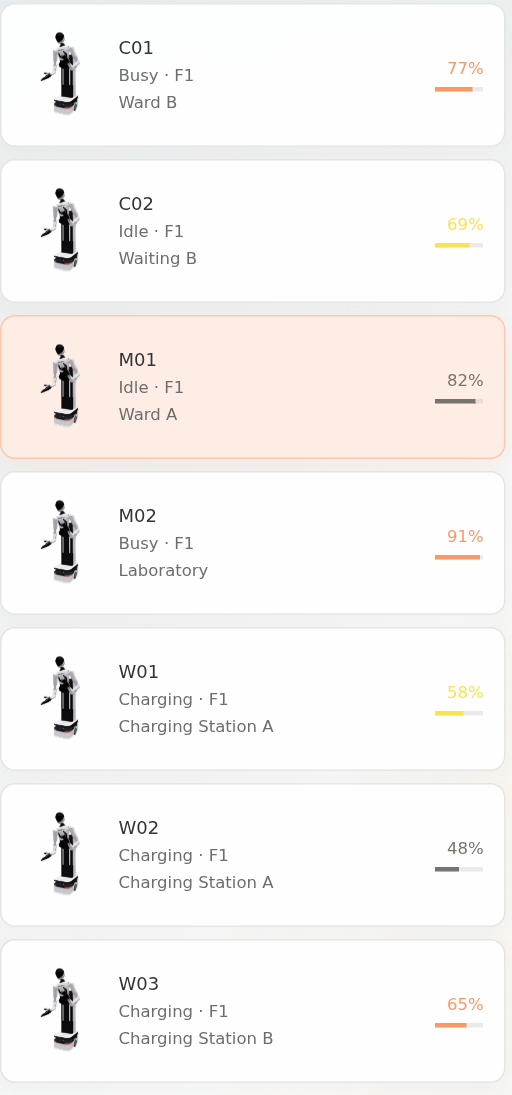 C01
Busy · F1
Ward B
77%
C02
Idle · F1
Waiting B
69%
M01
Idle · F1
Ward A
82%
M02
Busy · F1
Laboratory
91%
W01
Charging · F1
Charging Station A
58%
W02
Charging · F1
Charging Station A
48%
W03
Charging · F1
Charging Station B
65%